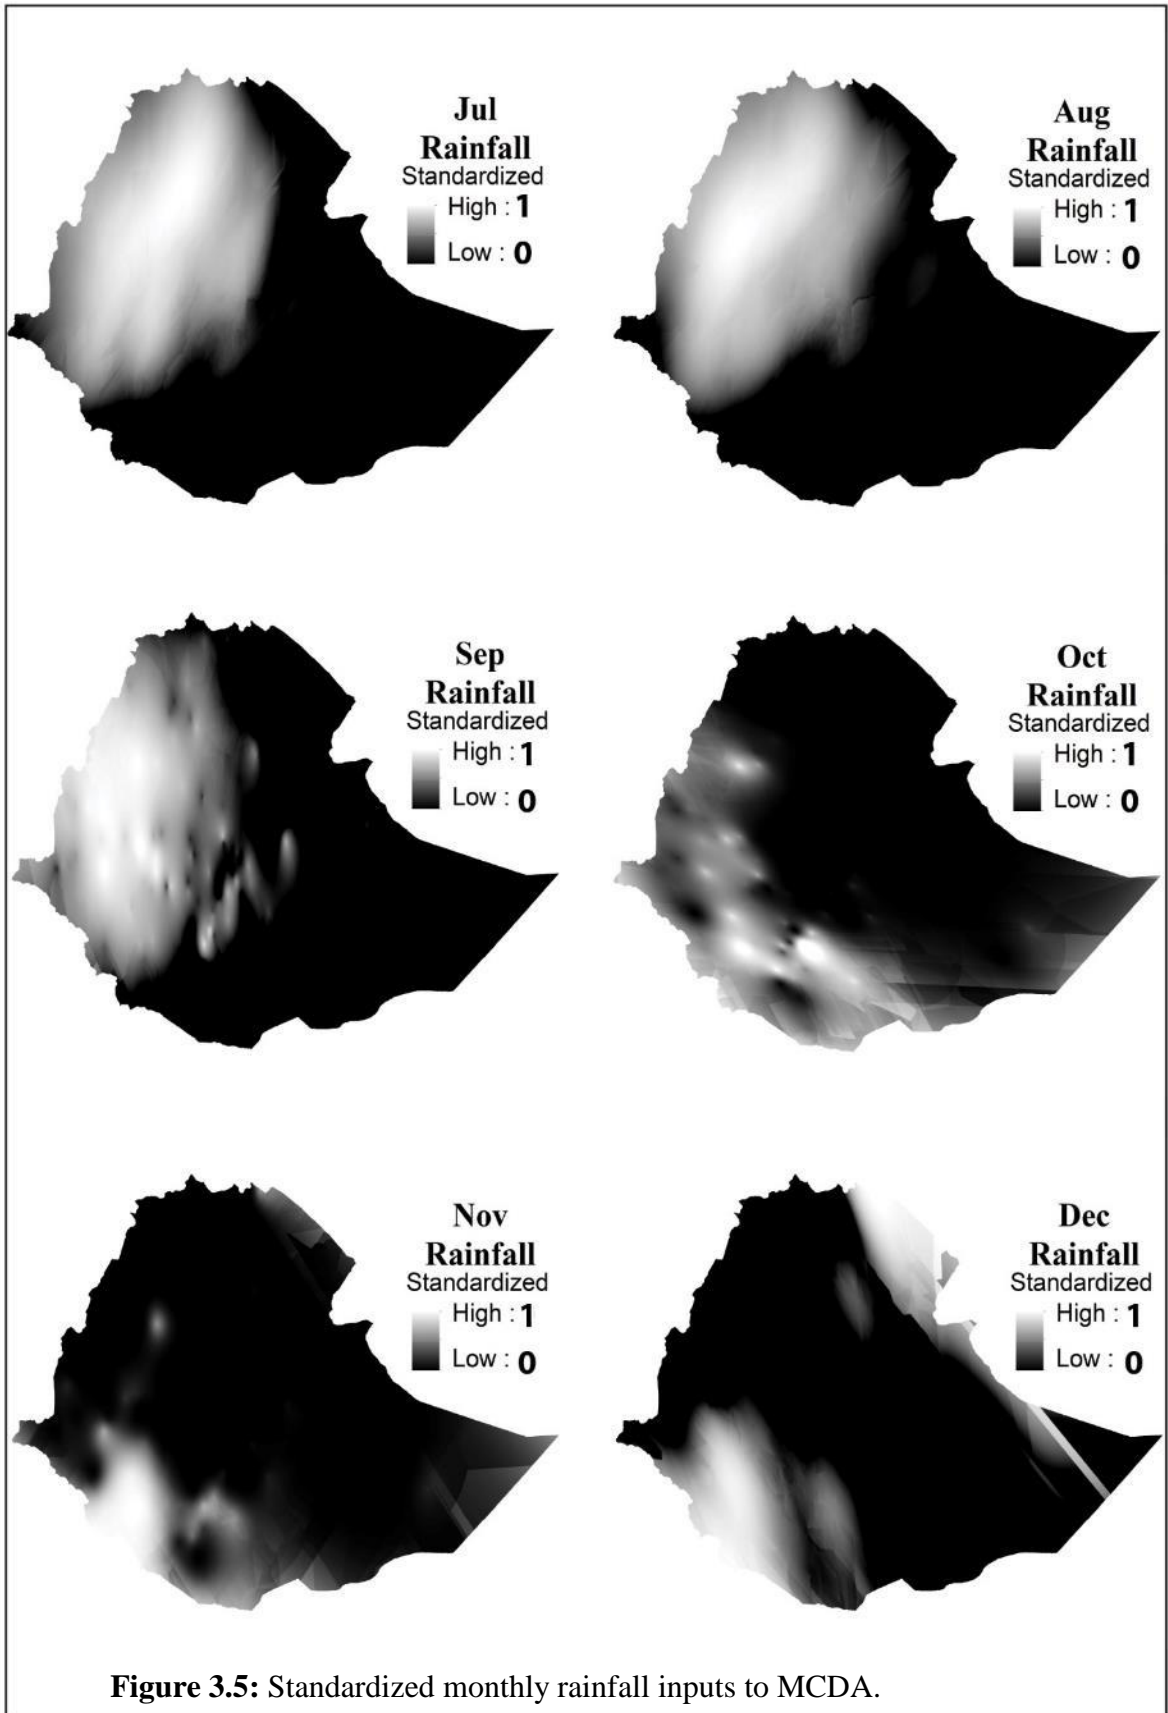 Jul
Rainfall
Standardized
High : 1
Low : 0
Aug
Rainfall
Standardized
High : 1
Low : 0
Sep
Rainfall
Standardized
High : 1
Low : 0
Oct
Rainfall
Standardized
High : 1
Low : 0
Nov
Rainfall
Standardized
High : 1
Low : 0
Dec
Rainfall
Standardized
High : 1
Low : 0
Figure 3.5: Standardized monthly rainfall inputs to MCDA.